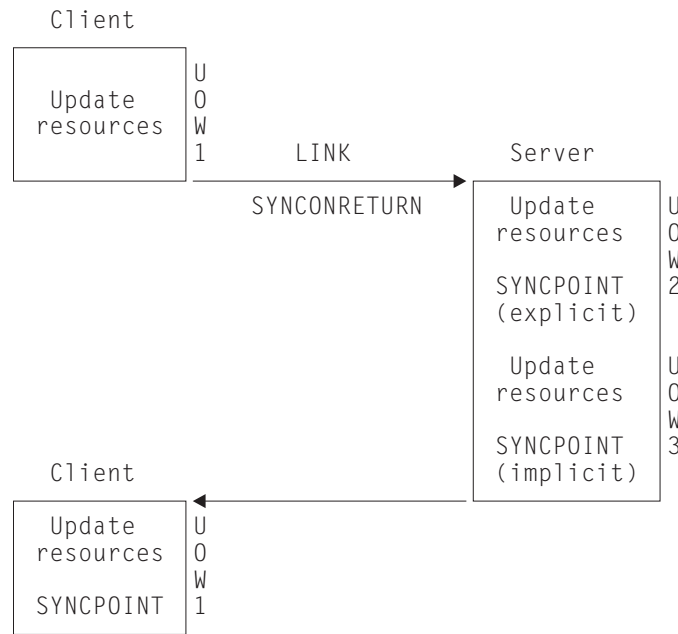 Client
Update
resources
U
O
W
1
LINK
SYNCONRETURN
Server
Update
resources
SYNCPOINT
(explicit)
U
O
W
2
Update
resources
SYNCPOINT
(implicit)
U
O
W
3
Client
Update
resources
SYNCPOINT
U
O
W
1